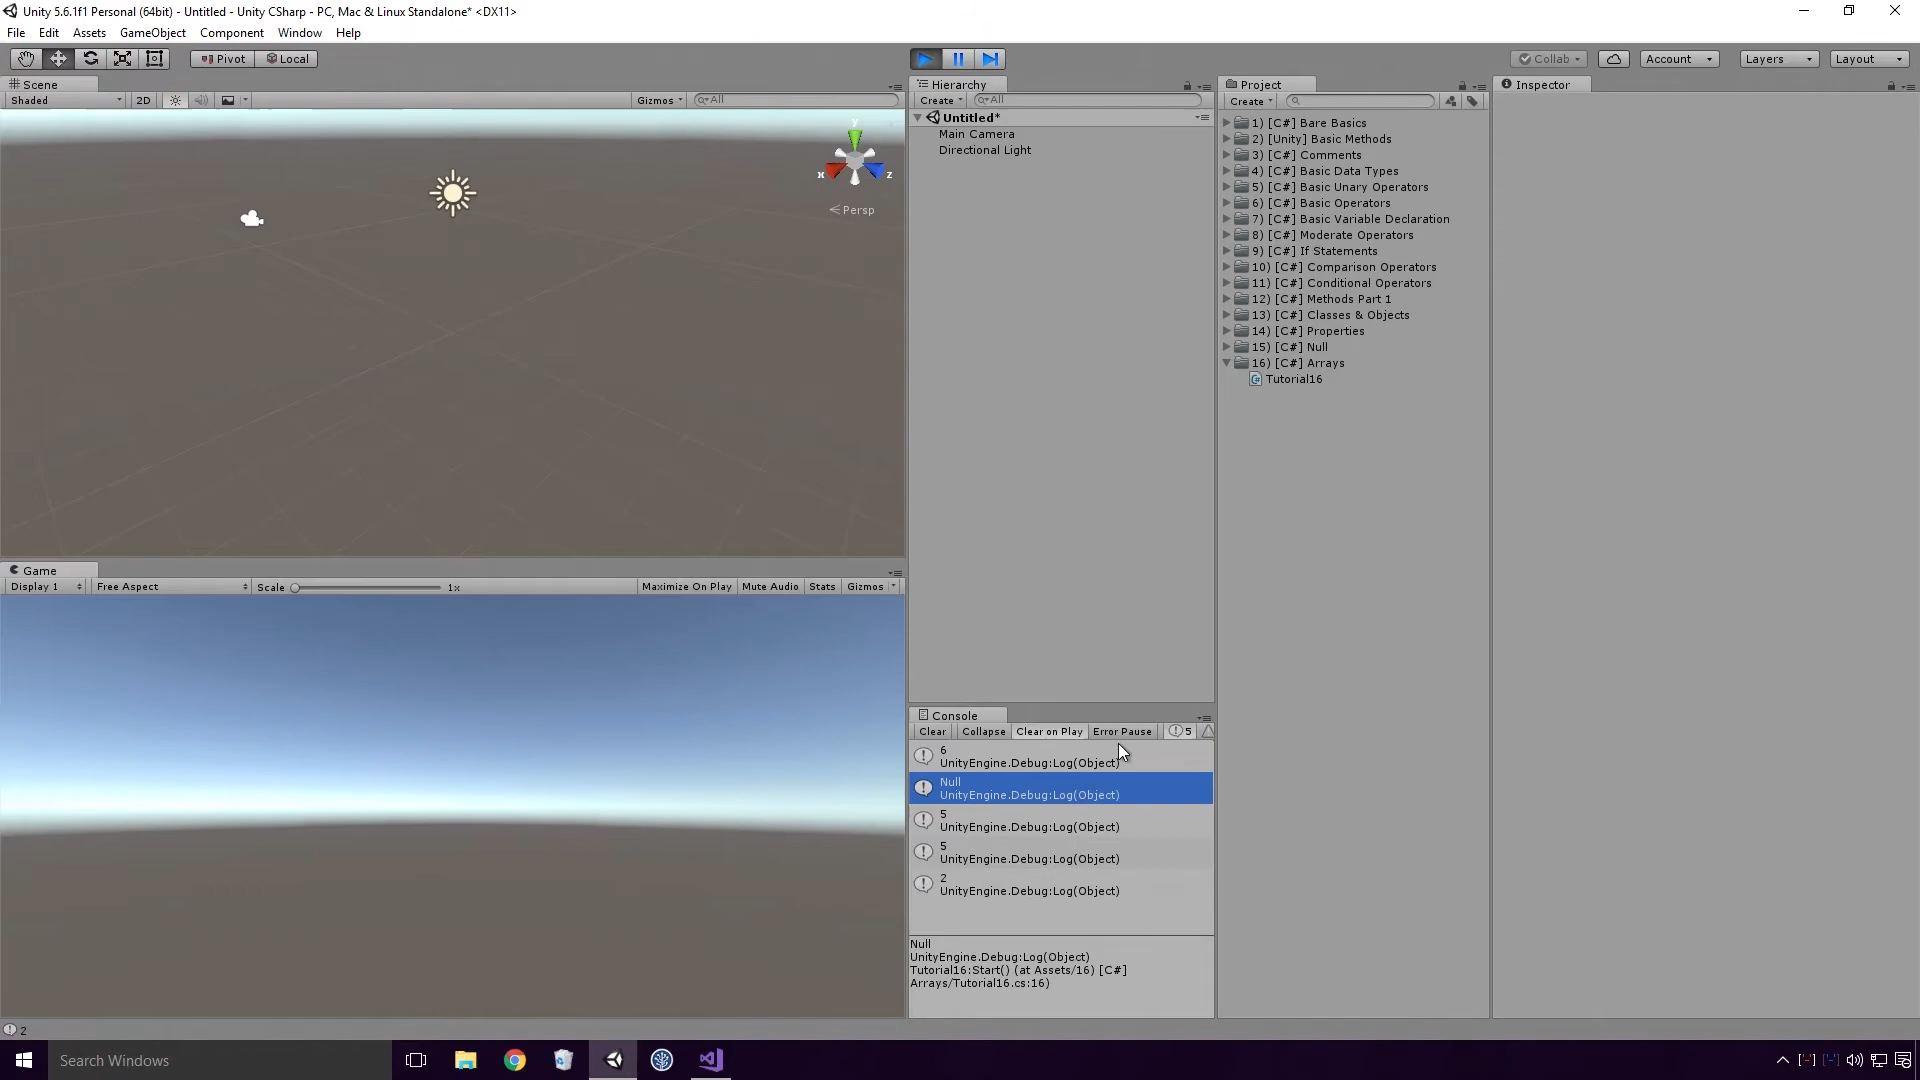 Unity 5.6.1f1 Personal (64bit) - Untitled - Unity CSharp - PC, Mac & Linux Standalone* <DX11>
File Edit Assets GameObject Component Window Help
Pivot Local
Collab Account Layers Layout
Scene
Shaded 2D Gizmos All
y
x z
Persp
Game
Display 1 Free Aspect Scale 1x Maximize On Play Mute Audio Stats Gizmos
Hierarchy
Create All
Untitled*
Main Camera
Directional Light
Console
Clear Collapse Clear on Play Error Pause 5
6
UnityEngine.Debug:Log(Object)
Null
UnityEngine.Debug:Log(Object)
5
UnityEngine.Debug:Log(Object)
5
UnityEngine.Debug:Log(Object)
2
UnityEngine.Debug:Log(Object)
Null
UnityEngine.Debug:Log(Object)
Tutorial16:Start() (at Assets/16) [C#]
Arrays/Tutorial16.cs:16)
Project
Create
1) [C#] Bare Basics
2) [Unity] Basic Methods
3) [C#] Comments
4) [C#] Basic Data Types
5) [C#] Basic Unary Operators
6) [C#] Basic Operators
7) [C#] Basic Variable Declaration
8) [C#] Moderate Operators
9) [C#] If Statements
10) [C#] Comparison Operators
11) [C#] Conditional Operators
12) [C#] Methods Part 1
13) [C#] Classes & Objects
14) [C#] Properties
15) [C#] Null
16) [C#] Arrays
Tutorial16
Inspector
2
Search Windows